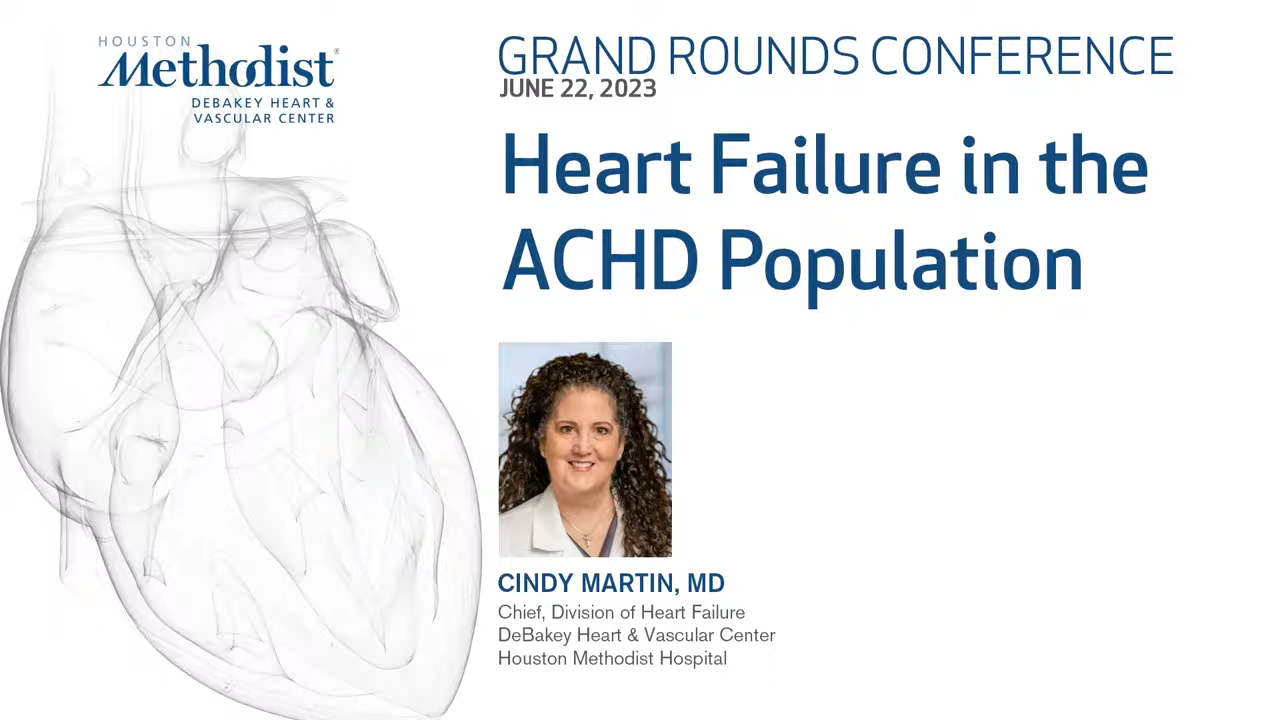 HOUSTON
Methodist®
DEBAKEY HEART &
VASCULAR CENTER
GRAND ROUNDS CONFERENCE
JUNE 22, 2023
Heart Failure in the
ACHD Population
CINDY MARTIN, MD
Chief, Division of Heart Failure
DeBakey Heart & Vascular Center
Houston Methodist Hospital